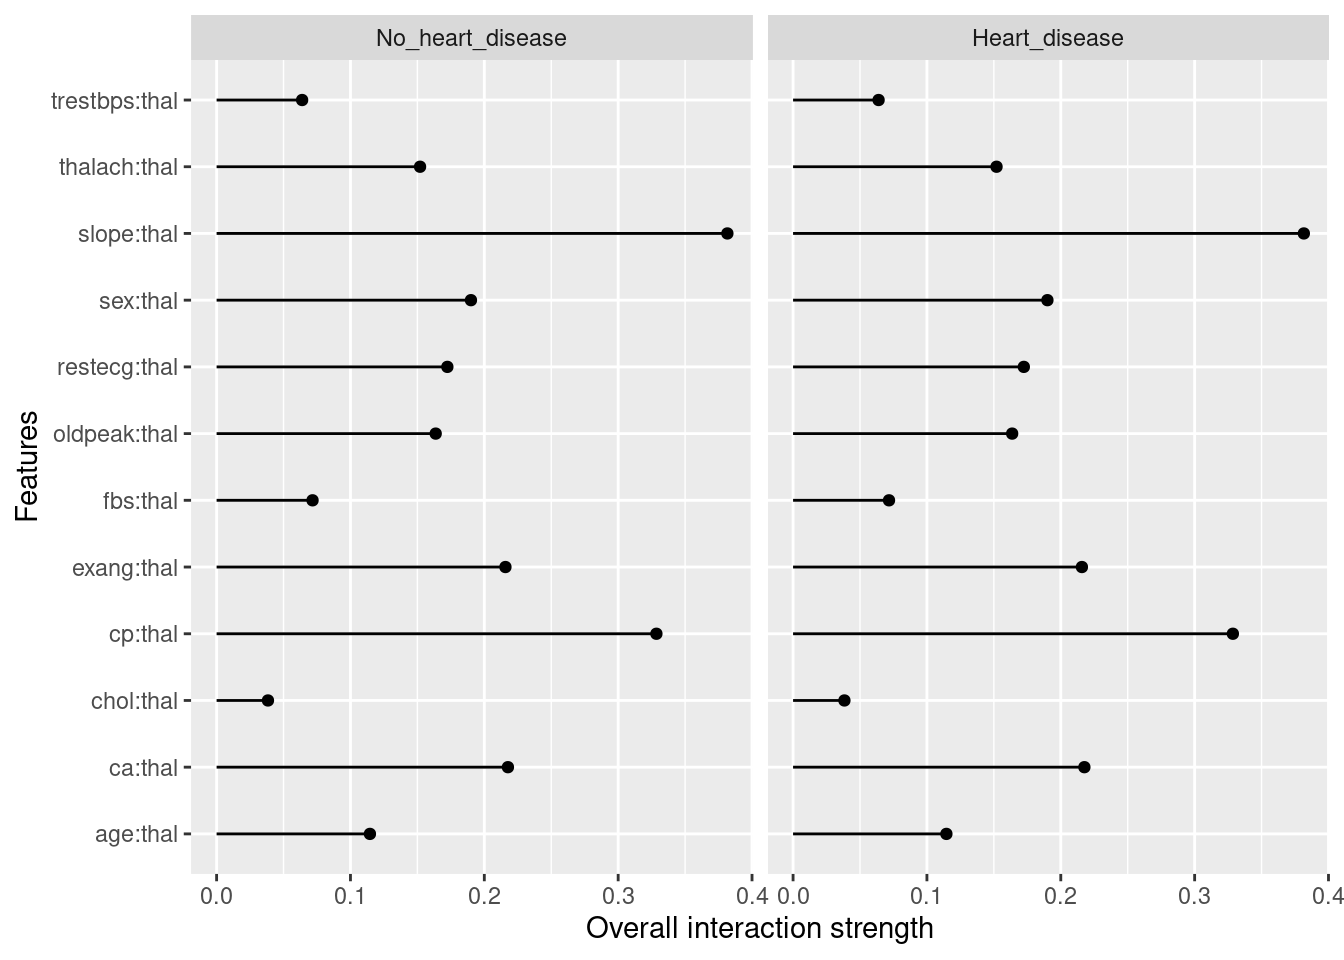 No_heart_disease
Heart_disease
trestbps:thal
thalach:thal
slope:thal
sex:thal
restecg:thal
oldpeak:thal
fbs:thal
exang:thal
cp:thal
chol:thal
ca:thal
age:thal
Features
0.0 0.1 0.2 0.3 0.4
0.0 0.1 0.2 0.3 0.4
Overall interaction strength